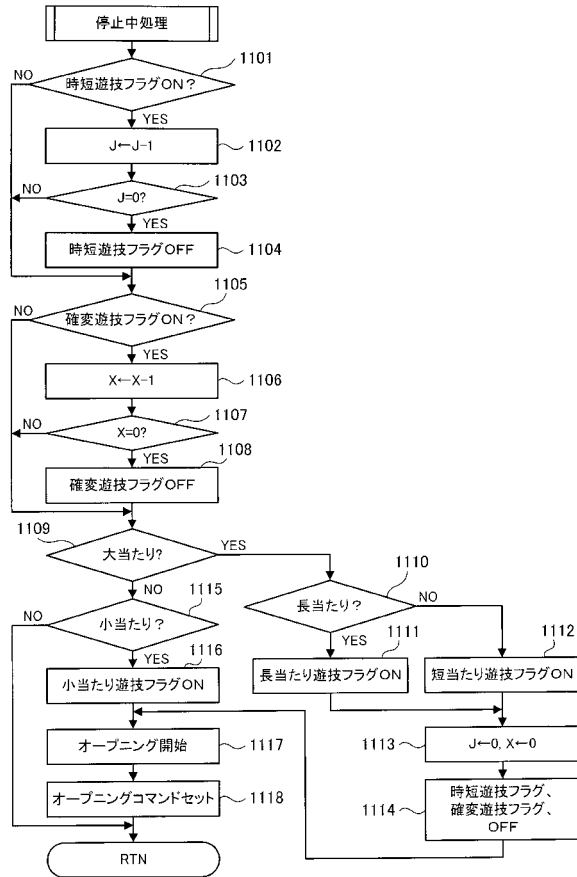 停止中処理
1101
NO
時短遊技フラグON?
YES
J←J-1
1102
1103
NO
J=0?
YES
時短遊技フラグOFF
1104
1105
NO
確変遊技フラグON?
YES
X←X-1
1106
1107
NO
X=0?
YES
1108
確変遊技フラグOFF
1109
大当たり?
YES
1110
NO
長当たり?
NO
1115
NO
小当たり?
YES
1111
1112
YES
1116
長当たり遊技フラグON
短当たり遊技フラグON
小当たり遊技フラグON
1113
J←0, X←0
オープニング開始
1117
1114
時短遊技フラグ、
確変遊技フラグ、
OFF
オープニングコマンドセット
1118
RTN